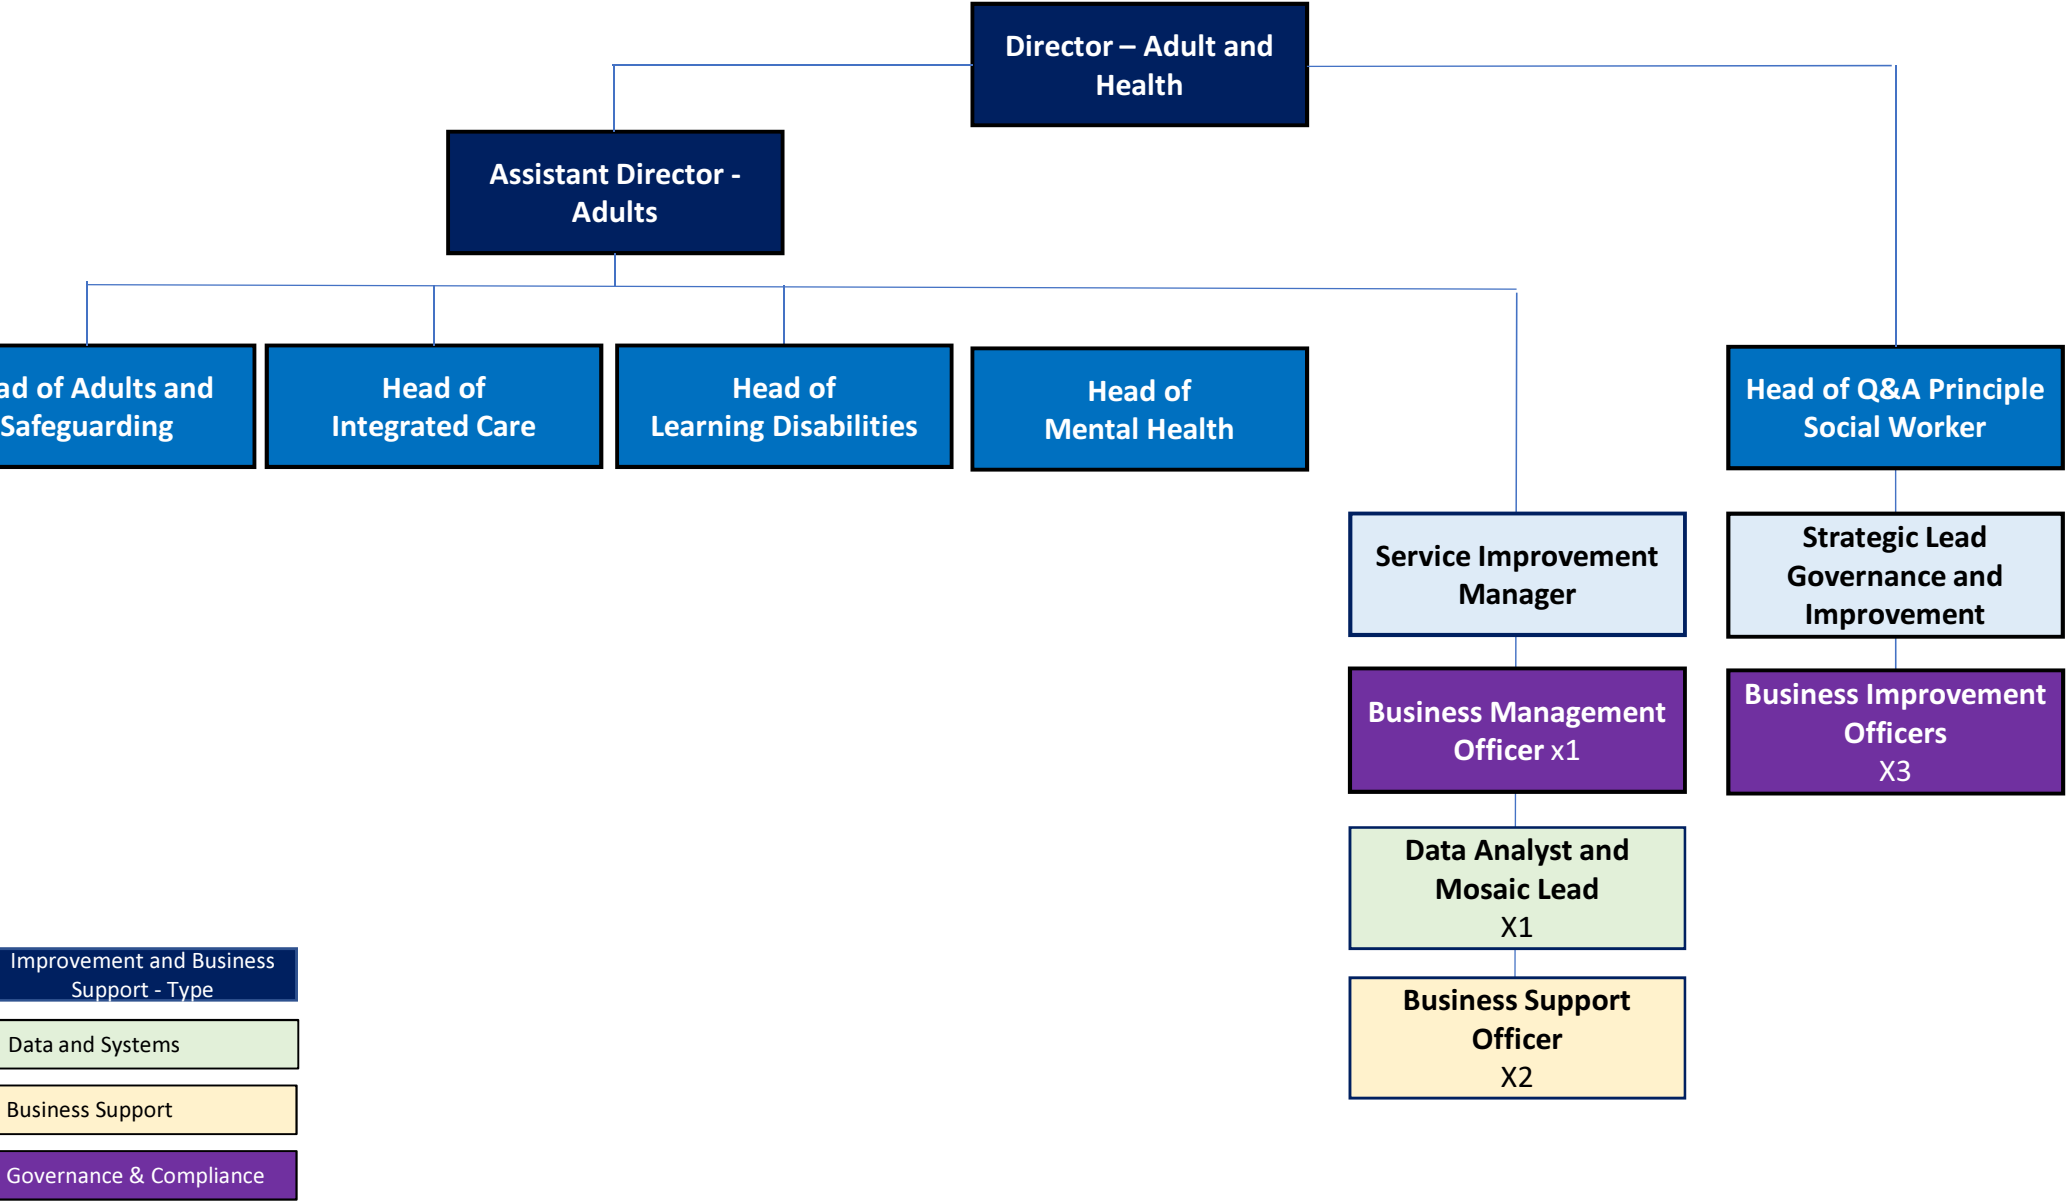 Director – Adult and
Health
Assistant Director -
Adults
ad of Adults and
Safeguarding
Head of
Integrated Care
Head of
Learning Disabilities
Head of
Mental Health
Head of Q&A Principle
Social Worker
Service Improvement
Manager
Strategic Lead
Governance and
Improvement
Business Management
Officer x1
Business Improvement
Officers
X3
Data Analyst and
Mosaic Lead
X1
Business Support
Officer
X2
Improvement and Business
Support - Type
Data and Systems
Business Support
Governance & Compliance